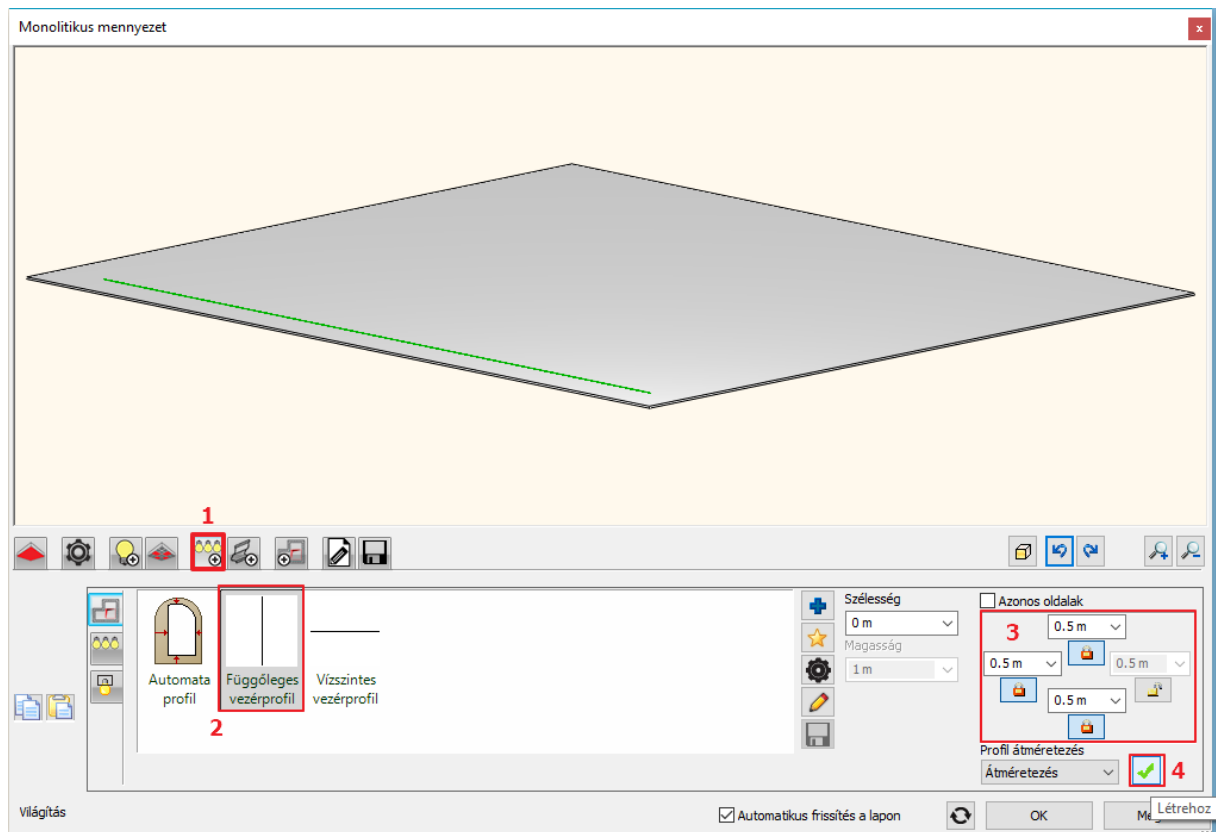 Monolitikus mennyezet
x
1
Szélesség
0 m
Magasság
1 m
Azonos oldalak
3
0.5 m
0.5 m
0.5 m
0.5 m
Automata
profil
Függőleges
vezérprofil
Vízszintes
vezérprofil
2
Profil átméretezés
Átméretezés
4
Világítás
Automatikus frissítés a lapon
OK
Létrehoz